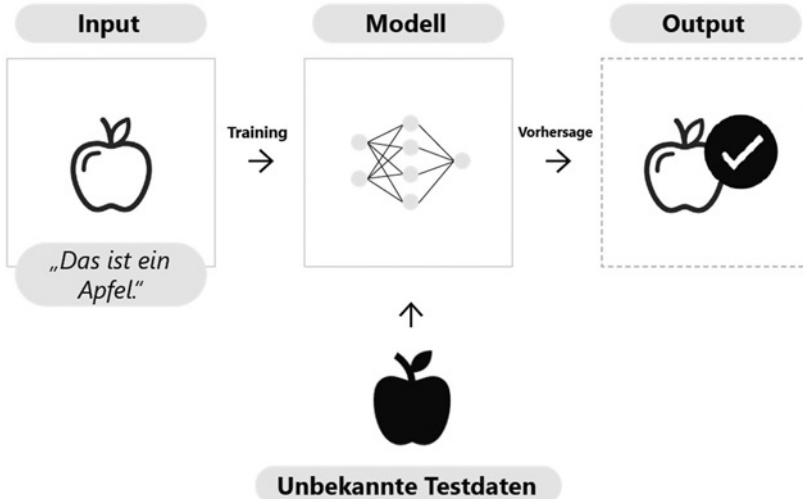 Input
Modell
Output
Training
Vorhersage
„Das ist ein
Apfel.“
Unbekannte Testdaten